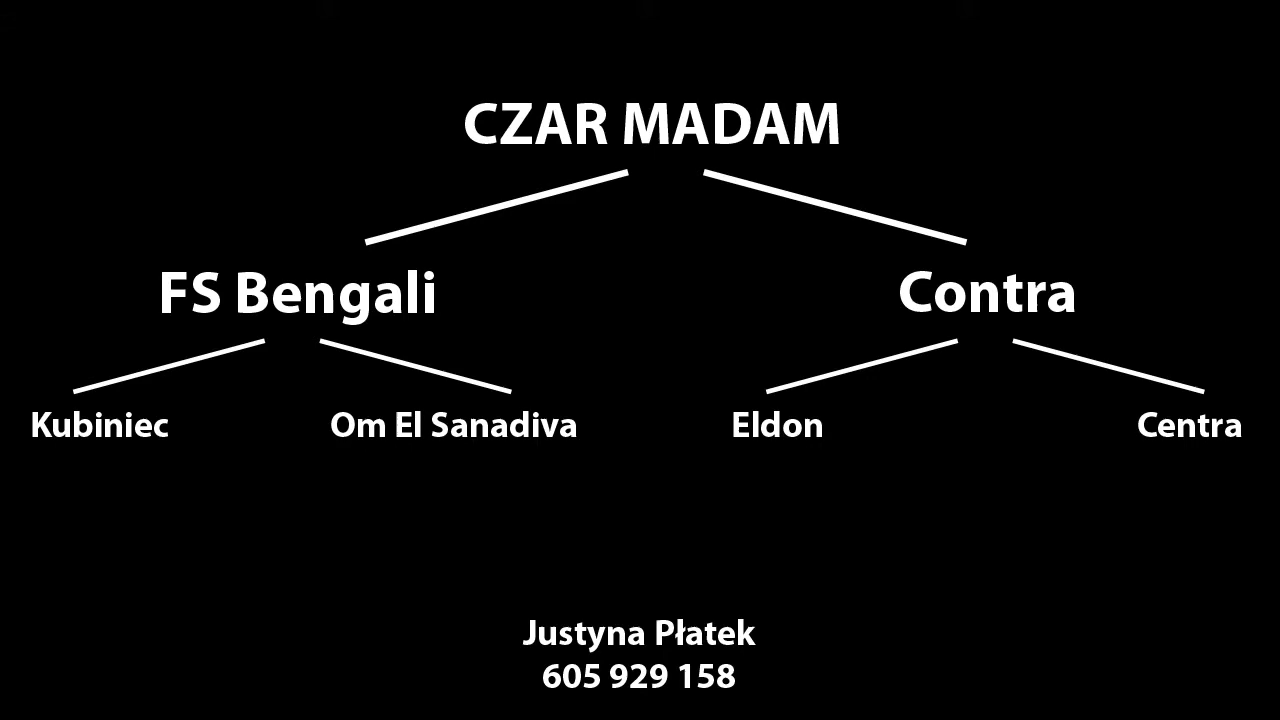 CZAR MADAM
FS Bengali Contra
Kubiniec Om El Sanadiva Eldon Centra
Justyna Płatek
605 929 158